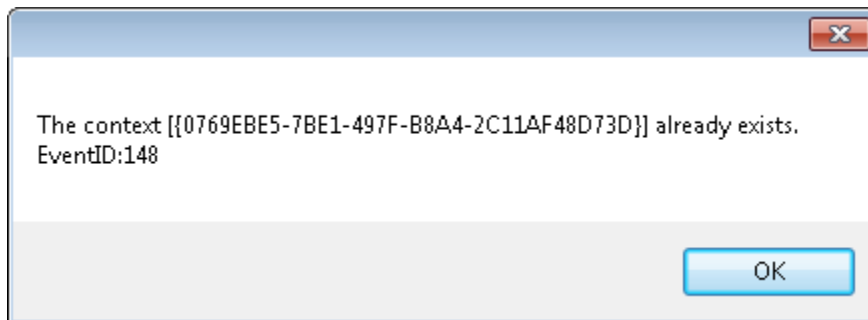 The context [{0769EBE5-7BE1-497F-B8A4-2C11AF48D73D}] already exists.
EventID:148
OK